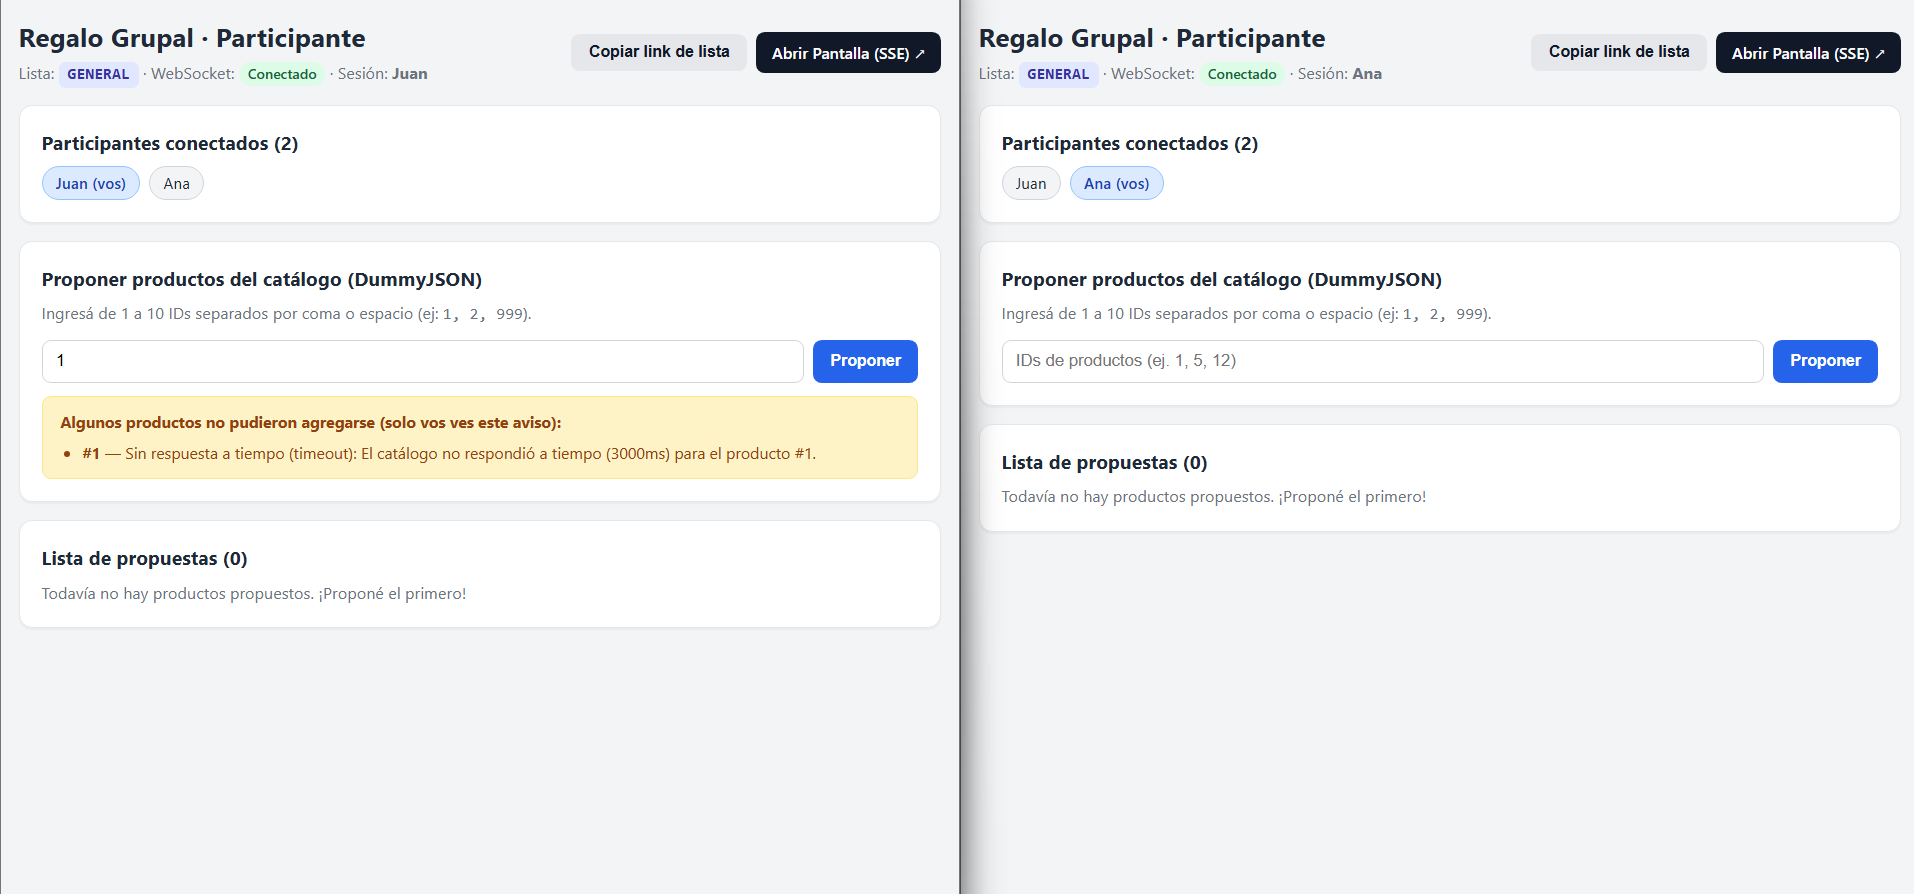 Regalo Grupal · Participante
Copiar link de lista
Abrir Pantalla (SSE) ↗
Lista: GENERAL · WebSocket: Conectado · Sesión: Juan
Participantes conectados (2)
Juan (vos)
Ana
Proponer productos del catálogo (DummyJSON)
Ingresá de 1 a 10 IDs separados por coma o espacio (ej: 1, 2, 999).
1
Proponer
Algunos productos no pudieron agregarse (solo vos ves este aviso):
• #1 — Sin respuesta a tiempo (timeout): El catálogo no respondió a tiempo (3000ms) para el producto #1.
Lista de propuestas (0)
Todavía no hay productos propuestos. ¡Proponé el primero!
Regalo Grupal · Participante
Copiar link de lista
Abrir Pantalla (SSE) ↗
Lista: GENERAL · WebSocket: Conectado · Sesión: Ana
Participantes conectados (2)
Juan
Ana (vos)
Proponer productos del catálogo (DummyJSON)
Ingresá de 1 a 10 IDs separados por coma o espacio (ej: 1, 2, 999).
IDs de productos (ej. 1, 5, 12)
Proponer
Lista de propuestas (0)
Todavía no hay productos propuestos. ¡Proponé el primero!